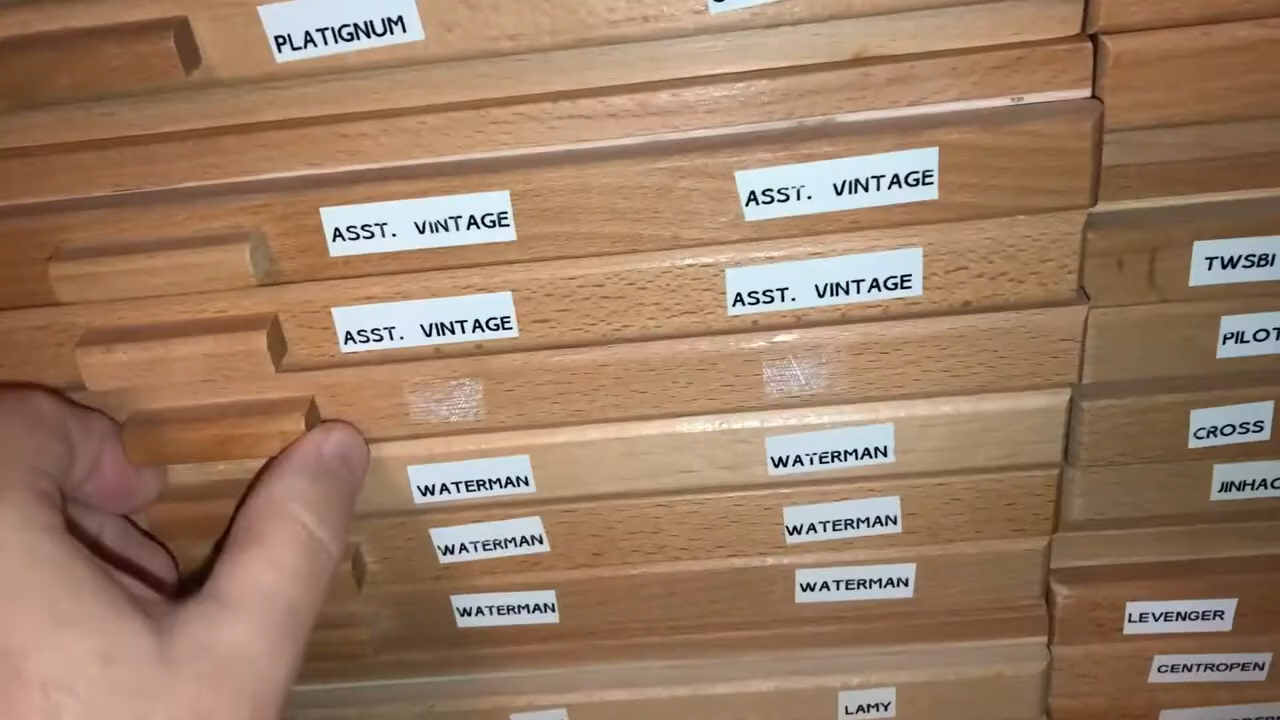 PLATIGNUM
ASST. VINTAGE
ASST. VINTAGE
ASST. VINTAGE
ASST. VINTAGE
WATERMAN
WATERMAN
WATERMAN
WATERMAN
WATERMAN
WATERMAN
LAMY
TWSBI
PILOT
CROSS
LEVENGER
CENTROPEN